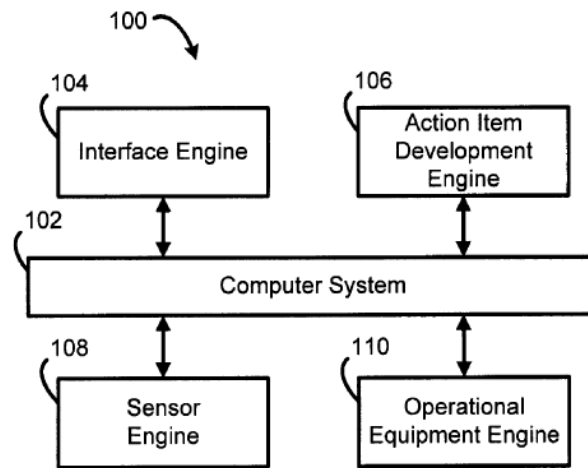 100
104
106
Interface Engine
Action Item
Development
Engine
102
Computer System
108
110
Sensor
Engine
Operational
Equipment Engine